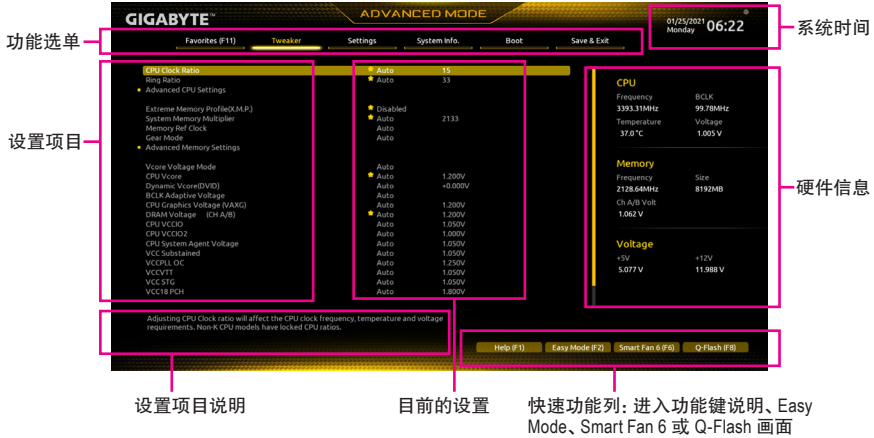 GIGABYTE™
ADVANCED MODE
01/25/2021
Monday
06:22
系统时间
功能选单
Favorites (F11) Tweaker Settings System Info. Boot Save & Exit
设置项目
CPU Clock Ratio Auto 15
Ring Ratio Auto 33
Advanced CPU Settings
Extreme Memory Profile(X.M.P.) Disabled
System Memory Multiplier Auto 2133
Memory Ref Clock Auto
Gear Mode Auto
Advanced Memory Settings
Vcore Voltage Mode Auto
CPU Vcore Auto 1.200V
Dynamic Vcore(DVID) Auto +0.000V
BCLK Adaptive Voltage Auto
CPU Graphics Voltage (VAXG) Auto 1.200V
DRAM Voltage (CH A/B) Auto 1.200V
CPU VCCIO Auto 1.050V
CPU VCCIO2 Auto 1.000V
CPU System Agent Voltage Auto 1.050V
VCC Substained Auto 1.050V
VCCPLL OC Auto 1.250V
VCCVTT Auto 1.050V
VCC STG Auto 1.050V
VCC18 PCH Auto 1.800V
CPU
Frequency BCLK
3393.31MHz 99.78MHz
Temperature Voltage
37.0 °C 1.005 V
Memory
Frequency Size
2128.64MHz 8192MB
Ch A/B Volt
1.062 V
Voltage
+5V +12V
5.077 V 11.988 V
硬件信息
Adjusting CPU Clock ratio will affect the CPU clock frequency, temperature and voltage
requirements. Non-K CPU models have locked CPU ratios.
Help (F1) Easy Mode (F2) Smart Fan 6 (F6) Q-Flash (F8)
设置项目说明
目前的设置
快速功能列: 进入功能键说明、Easy
Mode、Smart Fan 6 或 Q-Flash 画面